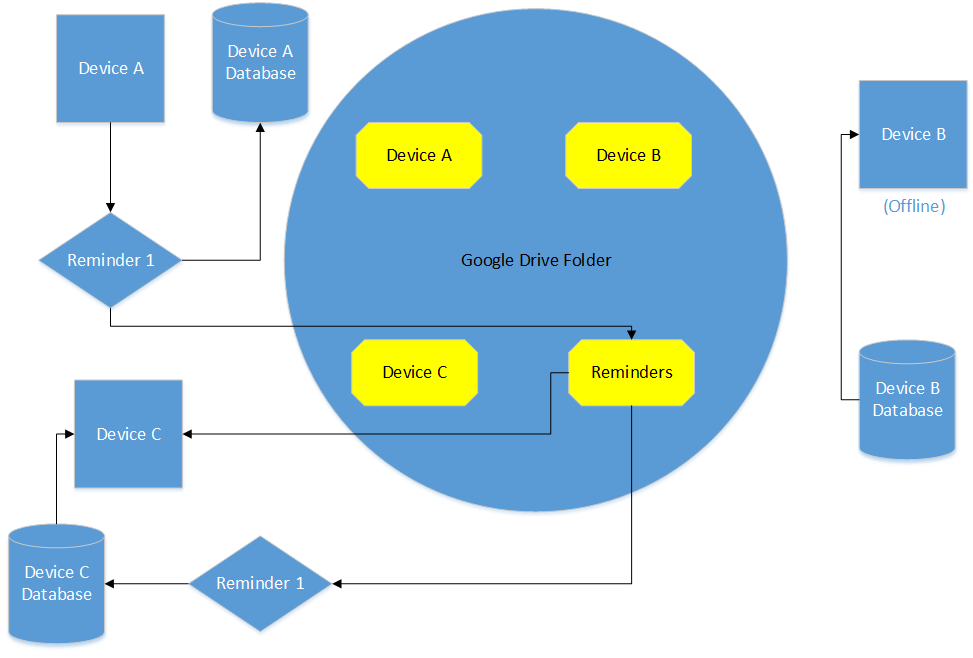 Device A
Device A
Database
Device A
Device B
Device B
(Offline)
Reminder 1
Google Drive Folder
Device C
Reminders
Device B
Database
Device C
Device C
Database
Reminder 1